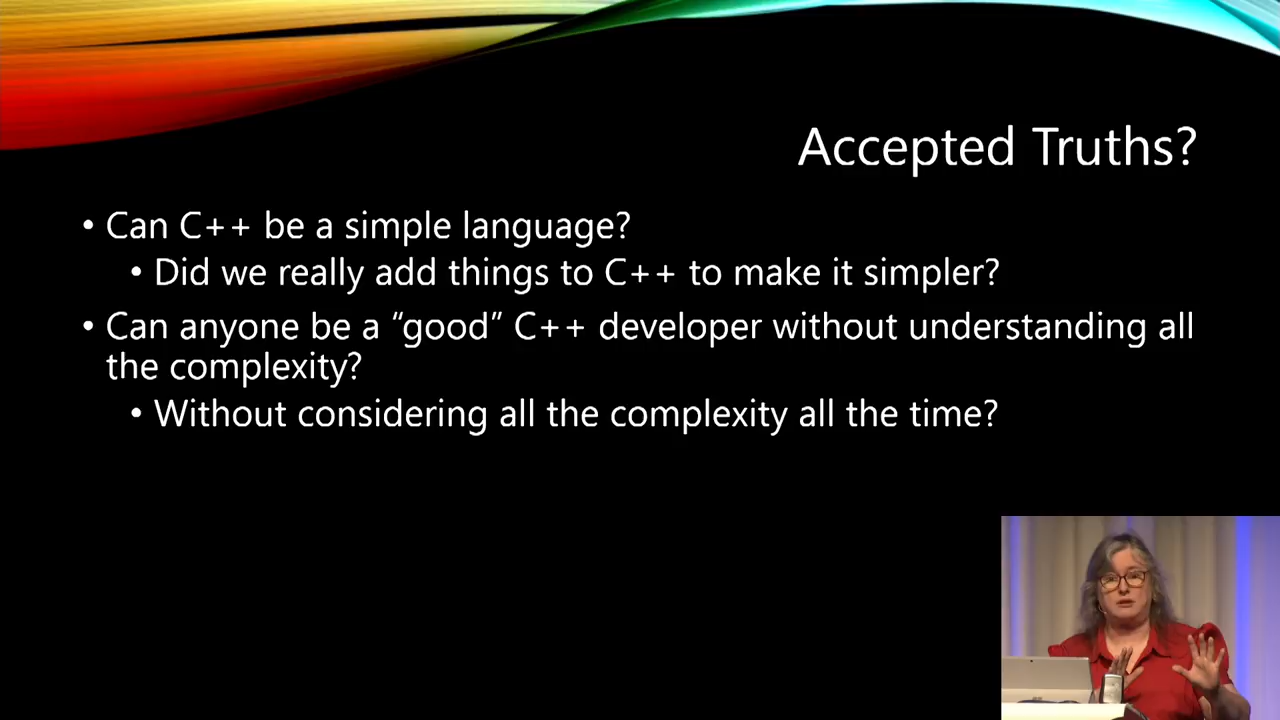 Accepted Truths?
• Can C++ be a simple language?
• Did we really add things to C++ to make it simpler?
• Can anyone be a “good” C++ developer without understanding all
the complexity?
• Without considering all the complexity all the time?